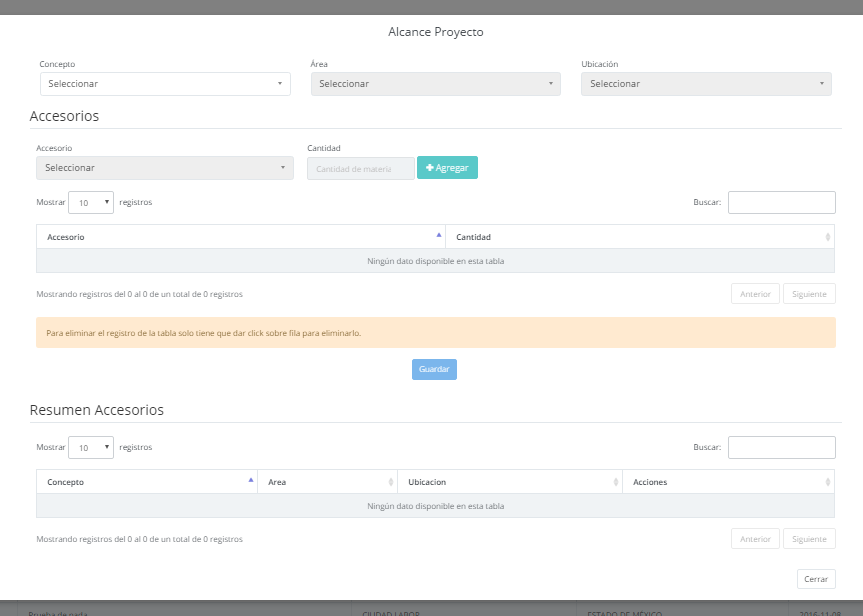 Alcance Proyecto
Concepto Área Ubicación
Seleccionar Seleccionar Seleccionar
Accesorios
Accesorio Cantidad
Seleccionar Cantidad de materia Agregar
Mostrar 10 registros Buscar:
Accesorio Cantidad
Ningún dato disponible en esta tabla
Mostrando registros del 0 al 0 de un total de 0 registros Anterior Siguiente
Para eliminar el registro de la tabla solo tiene que dar click sobre fila para eliminarlo.
Guardar
Resumen Accesorios
Mostrar 10 registros Buscar:
Concepto Area Ubicacion Acciones
Ningún dato disponible en esta tabla
Mostrando registros del 0 al 0 de un total de 0 registros Anterior Siguiente
Cerrar
Prueba de nada CIUDAD LABOR ESTADO DE MÉXICO 2016-11-08